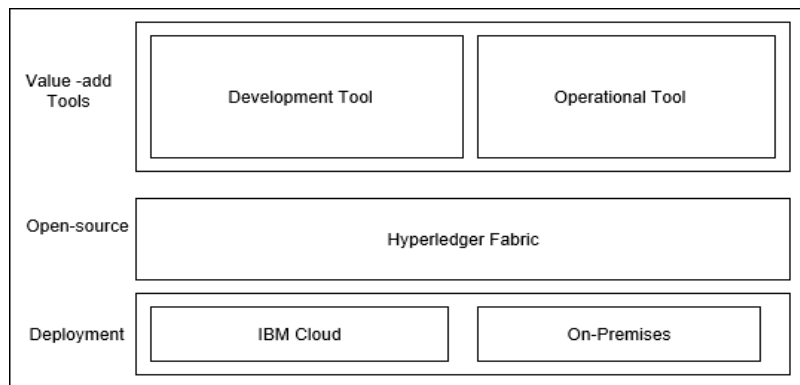 Value -add
Tools
Development Tool
Operational Tool
Open-source
Hyperledger Fabric
Deployment
IBM Cloud
On-Premises